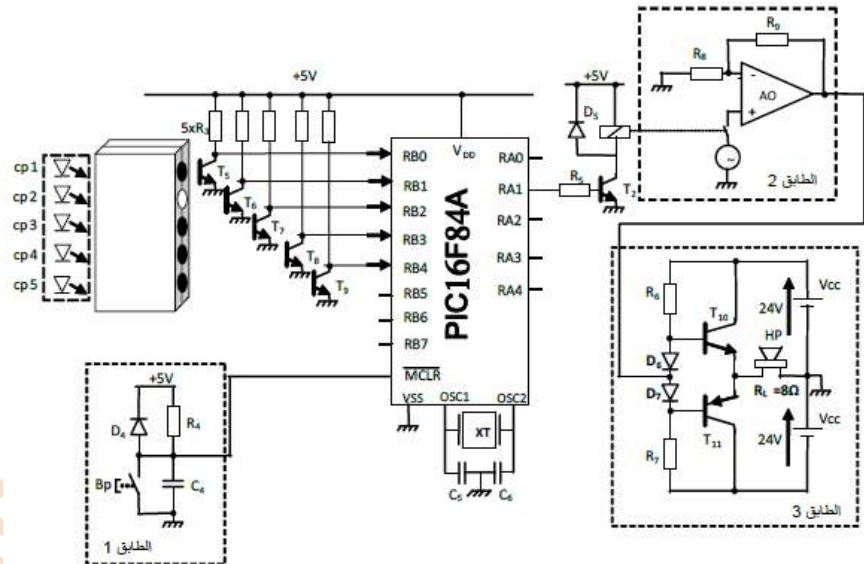 R₉
R₈
-
+
AO
الطابق 2
+5V
+5V
D₅
5xR₃
T₅
T₆
T₇
T₈
T₉
V_DD
RB0
RB1
RB2
RB3
RB4
RB5
RB6
RB7
MCLR
VSS
OSC1
OSC2
PIC16F84A
RA0
RA1
RA2
RA3
RA4
R₅
T₂
~
cp1
cp2
cp3
cp4
cp5
XT
C₅
C₆
+5V
D₄
R₄
Bp
C₄
الطابق 1
R₆
T₁₀
24V
Vcc
HP
D₆
D₇
R_L =8Ω
R₇
T₁₁
24V
Vcc
الطابق 3